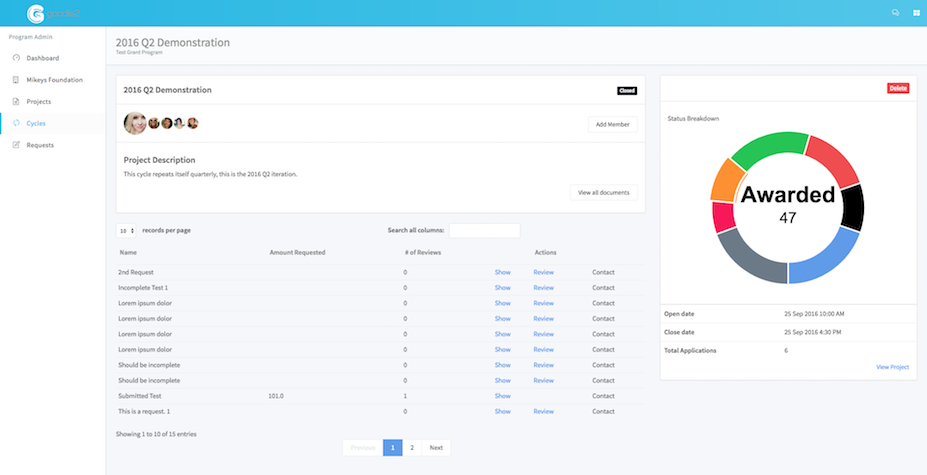 Program Admin
Dashboard
Mikeys Foundation
Projects
Cycles
Requests
2016 Q2 Demonstration
Test Grant Program
2016 Q2 Demonstration
Closed
Add Member
Project Description
This cycle repeats itself quarterly, this is the 2016 Q2 iteration.
View all documents
10 records per page
Search all columns:
Name Amount Requested # of Reviews Actions
2nd Request 0 Show Review Contact
Incomplete Test 1 0 Show Review Contact
Lorem ipsum dolor 0 Show Review Contact
Lorem ipsum dolor 0 Show Review Contact
Lorem ipsum dolor 0 Show Review Contact
Lorem ipsum dolor 0 Show Review Contact
Should be incomplete 0 Show Review Contact
Should be incomplete 0 Show Review Contact
Submitted Test 101.0 1 Show Contact
This is a request. 1 0 Show Review Contact
Showing 1 to 10 of 15 entries
Previous 1 2 Next
Delete
Status Breakdown
Awarded
47
Open date 25 Sep 2016 10:00 AM
Close date 25 Sep 2016 4:30 PM
Total Applications 6
View Project